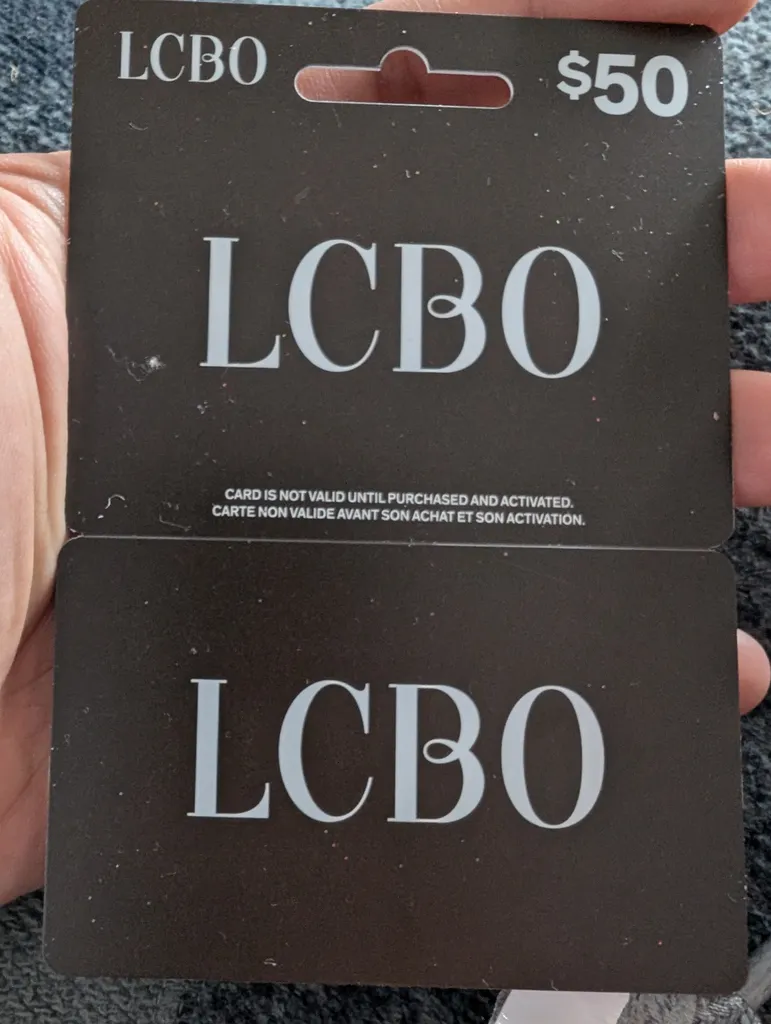 LCBO $50
LCBO
CARD IS NOT VALID UNTIL PURCHASED AND ACTIVATED.
CARTE NON VALIDE AVANT SON ACHAT ET SON ACTIVATION.
LCBO